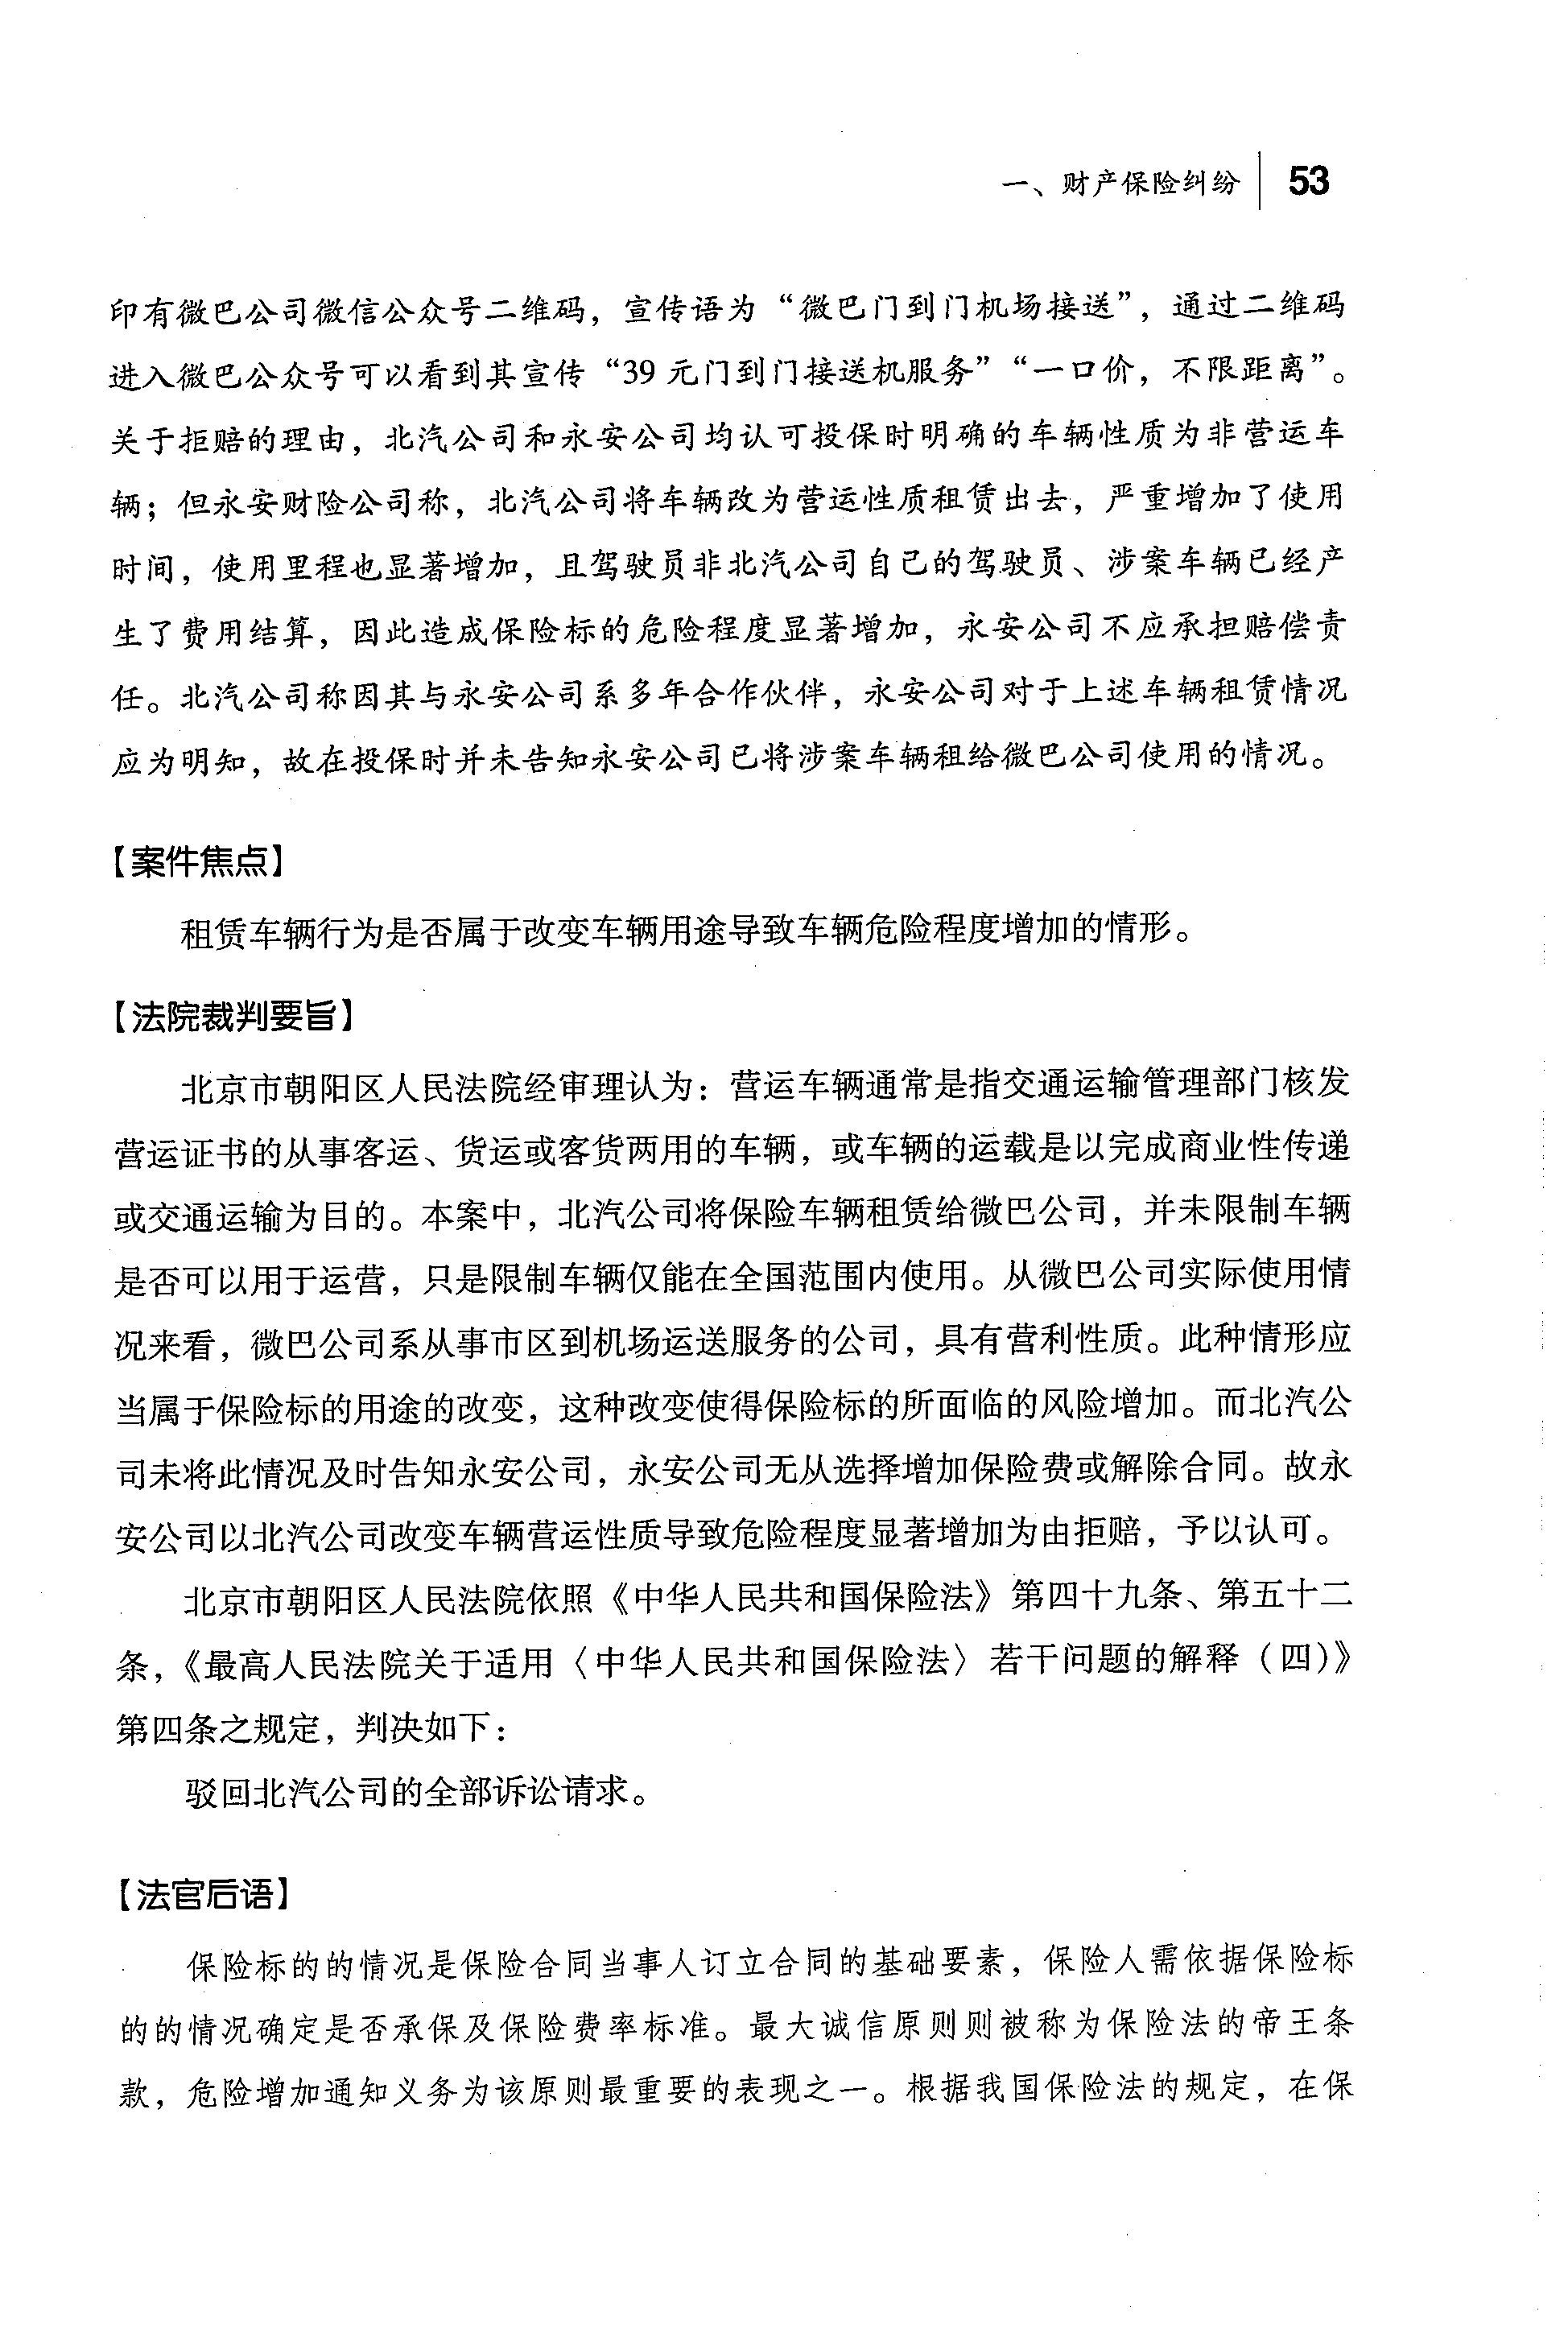 一、财产保险纠纷 53
印有微巴公司微信公众号二维码，宣传语为“微巴门到门机场接送”，通过二维码
进入微巴公众号可以看到其宣传“39 元门到门接送机服务”“一口价，不限距离”。
关于拒赔的理由，北汽公司和永安公司均认可投保时明确的车辆性质为非营运车
辆；但永安财险公司称，北汽公司将车辆改为营运性质租赁出去，严重增加了使用
时间，使用里程也显著增加，且驾驶员非北汽公司自己的驾驶员、涉案车辆已经产
生了费用结算，因此造成保险标的危险程度显著增加，永安公司不应承担赔偿责
任。北汽公司称因其与永安公司系多年合作伙伴，永安公司对于上述车辆租赁情况
应为明知，故在投保时并未告知永安公司已将涉案车辆租给微巴公司使用的情况。
【案件焦点】
租赁车辆行为是否属于改变车辆用途导致车辆危险程度增加的情形。
【法院裁判要旨】
北京市朝阳区人民法院经审理认为：营运车辆通常是指交通运输管理部门核发
营运证书的从事客运、货运或客货两用的车辆，或车辆的运载是以完成商业性传递
或交通运输为目的。本案中，北汽公司将保险车辆租赁给微巴公司，并未限制车辆
是否可以用于运营，只是限制车辆仅能在全国范围内使用。从微巴公司实际使用情
况来看，微巴公司系从事市区到机场运送服务的公司，具有营利性质。此种情形应
当属于保险标的用途的改变，这种改变使得保险标的所面临的风险增加。而北汽公
司未将此情况及时告知永安公司，永安公司无从选择增加保险费或解除合同。故永
安公司以北汽公司改变车辆营运性质导致危险程度显著增加为由拒赔，予以认可。
北京市朝阳区人民法院依照《中华人民共和国保险法》第四十九条、第五十二
条，《最高人民法院关于适用〈中华人民共和国保险法〉若干问题的解释（四）》
第四条之规定，判决如下：
驳回北汽公司的全部诉讼请求。
【法官后语】
保险标的的情况是保险合同当事人订立合同的基础要素，保险人需依据保险标
的的情况确定是否承保及保险费率标准。最大诚信原则则被称为保险法的帝王条
款，危险增加通知义务为该原则最重要的表现之一。根据我国保险法的规定，在保